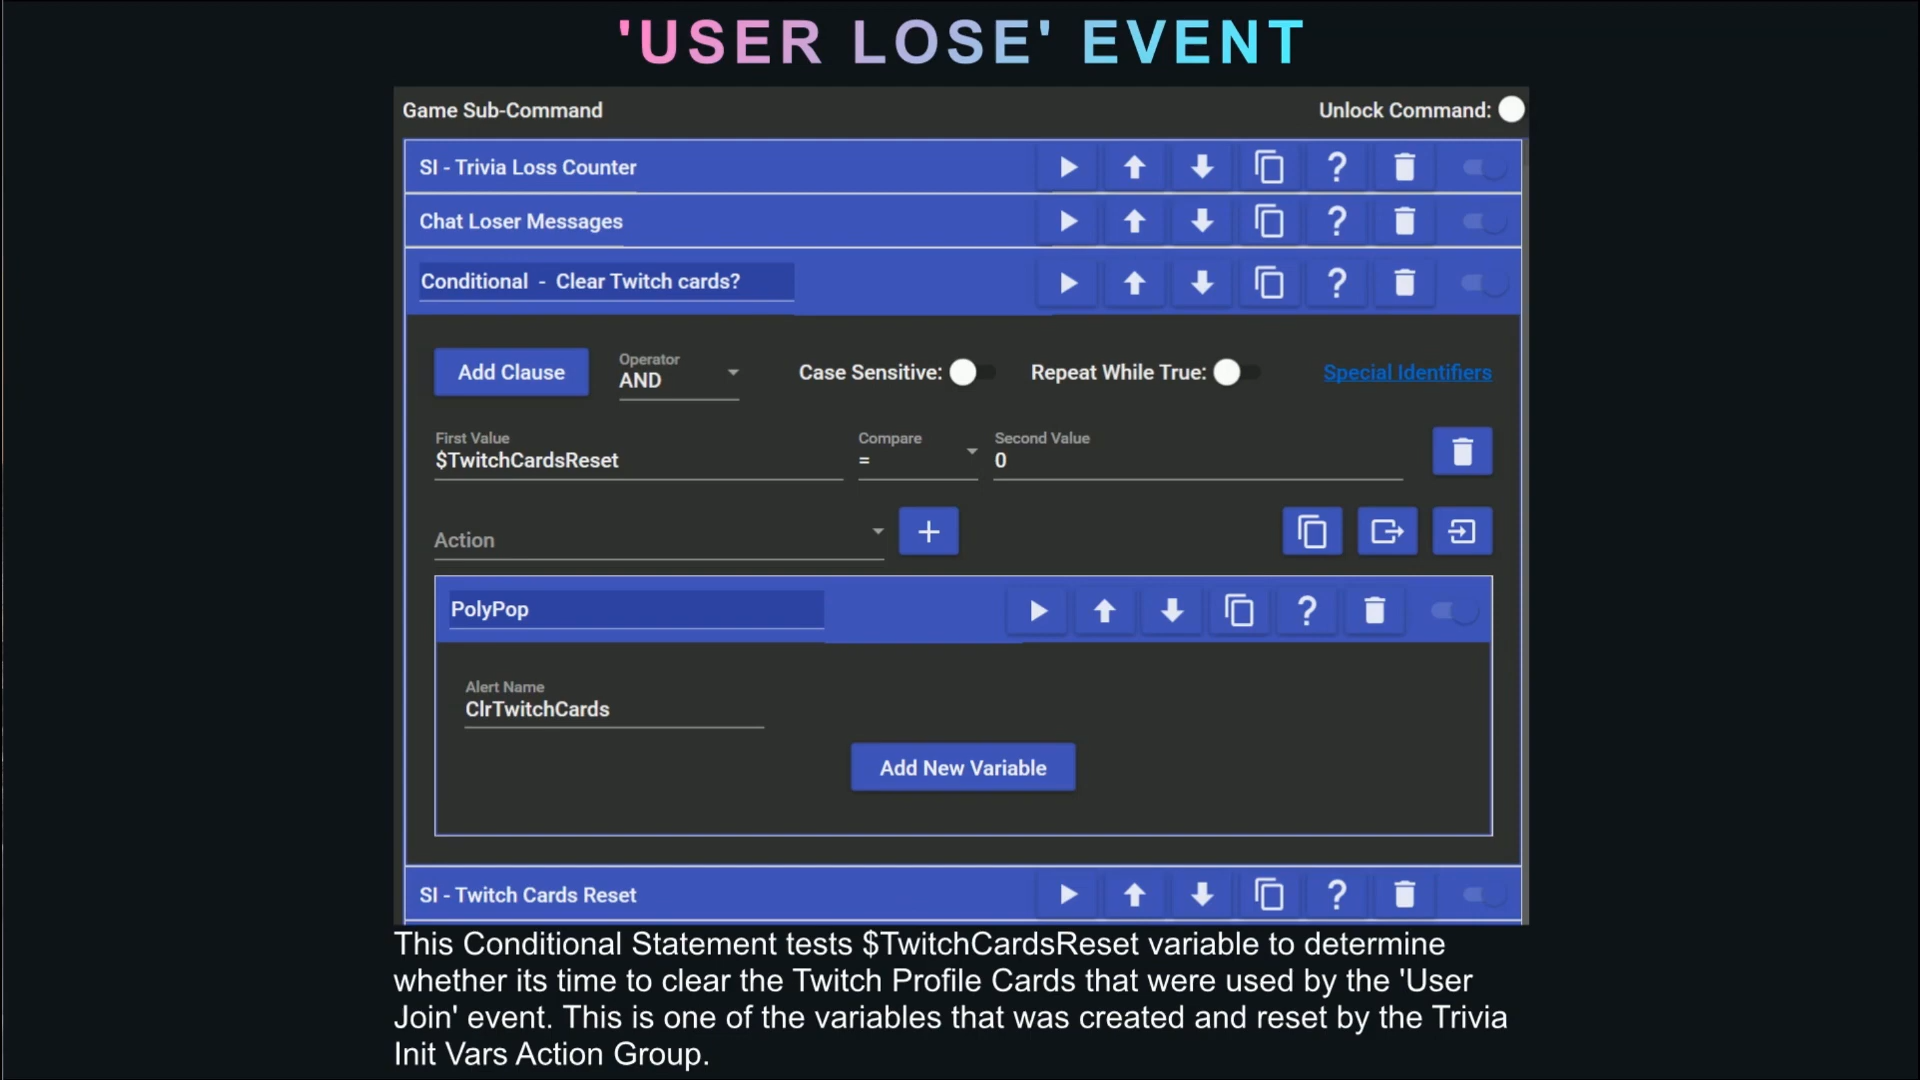 'USER LOSE' EVENT
Game Sub-Command
Unlock Command:
SI - Trivia Loss Counter
Chat Loser Messages
Conditional - Clear Twitch cards?
Add Clause
Operator
AND
Case Sensitive:
Repeat While True:
Special Identifiers
First Value
$TwitchCardsReset
Compare
=
Second Value
0
Action
PolyPop
Alert Name
ClrTwitchCards
Add New Variable
SI - Twitch Cards Reset
This Conditional Statement tests $TwitchCardsReset variable to determine
whether its time to clear the Twitch Profile Cards that were used by the 'User
Join' event. This is one of the variables that was created and reset by the Trivia
Init Vars Action Group.